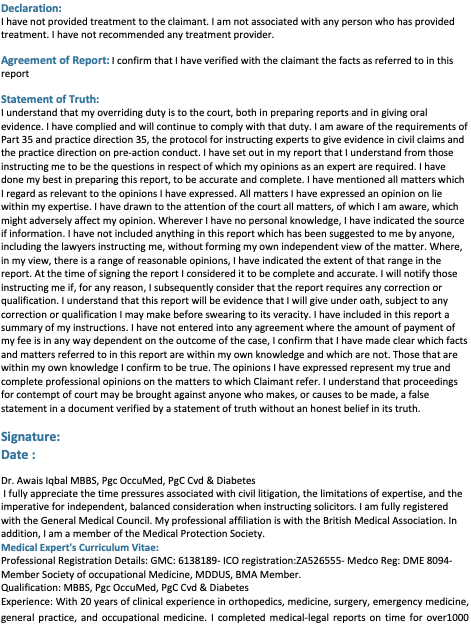 Declaration:
I have not provided treatment to the claimant. I am not associated with any person who has provided
treatment. I have not recommended any treatment provider.
Agreement of Report: I confirm that I have verified with the claimant the facts as referred to in this
report
Statement of Truth:
I understand that my overriding duty is to the court, both in preparing reports and in giving oral
evidence. I have complied and will continue to comply with that duty. I am aware of the requirements of
Part 35 and practice direction 35, the protocol for instructing experts to give evidence in civil claims and
the practice direction on pre-action conduct. I have set out in my report that I understand from those
instructing me to be the questions in respect of which my opinions as an expert are required. I have
done my best in preparing this report, to be accurate and complete. I have mentioned all matters which
I regard as relevant to the opinions I have expressed. All matters I have expressed an opinion on lie
within my expertise. I have drawn to the attention of the court all matters, of which I am aware, which
might adversely affect my opinion. Wherever I have no personal knowledge, I have indicated the source
if information. I have not included anything in this report which has been suggested to me by anyone,
including the lawyers instructing me, without forming my own independent view of the matter. Where,
in my view, there is a range of reasonable opinions, I have indicated the extent of that range in the
report. At the time of signing the report I considered it to be complete and accurate. I will notify those
instructing me if, for any reason, I subsequently consider that the report requires any correction or
qualification. I understand that this report will be evidence that I will give under oath, subject to any
correction or qualification I may make before swearing to its veracity. I have included in this report a
summary of my instructions. I have not entered into any agreement where the amount of payment of
my fee is in any way dependent on the outcome of the case, I confirm that I have made clear which facts
and matters referred to in this report are within my own knowledge and which are not. Those that are
within my own knowledge I confirm to be true. The opinions I have expressed represent my true and
complete professional opinions on the matters to which Claimant refer. I understand that proceedings
for contempt of court may be brought against anyone who makes, or causes to be made, a false
statement in a document verified by a statement of truth without an honest belief in its truth.
Signature:
Date :
Dr. Awais Iqbal MBBS, Pgc OccuMed, PgC Cvd & Diabetes
I fully appreciate the time pressures associated with civil litigation, the limitations of expertise, and the
imperative for independent, balanced consideration when instructing solicitors. I am fully registered
with the General Medical Council. My professional affiliation is with the British Medical Association. In
addition, I am a member of the Medical Protection Society.
Medical Expert's Curriculum Vitae:
Professional Registration Details: GMC: 6138189- ICO registration:ZA526555- Medco Reg: DME 8094-
Member Society of occupational Medicine, MDDUS, BMA Member.
Qualification: MBBS, Pgc OccuMed, PgC Cvd & Diabetes
Experience: With 20 years of clinical experience in orthopedics, medicine, surgery, emergency medicine,
general practice, and occupational medicine. I completed medical-legal reports on time for over1000